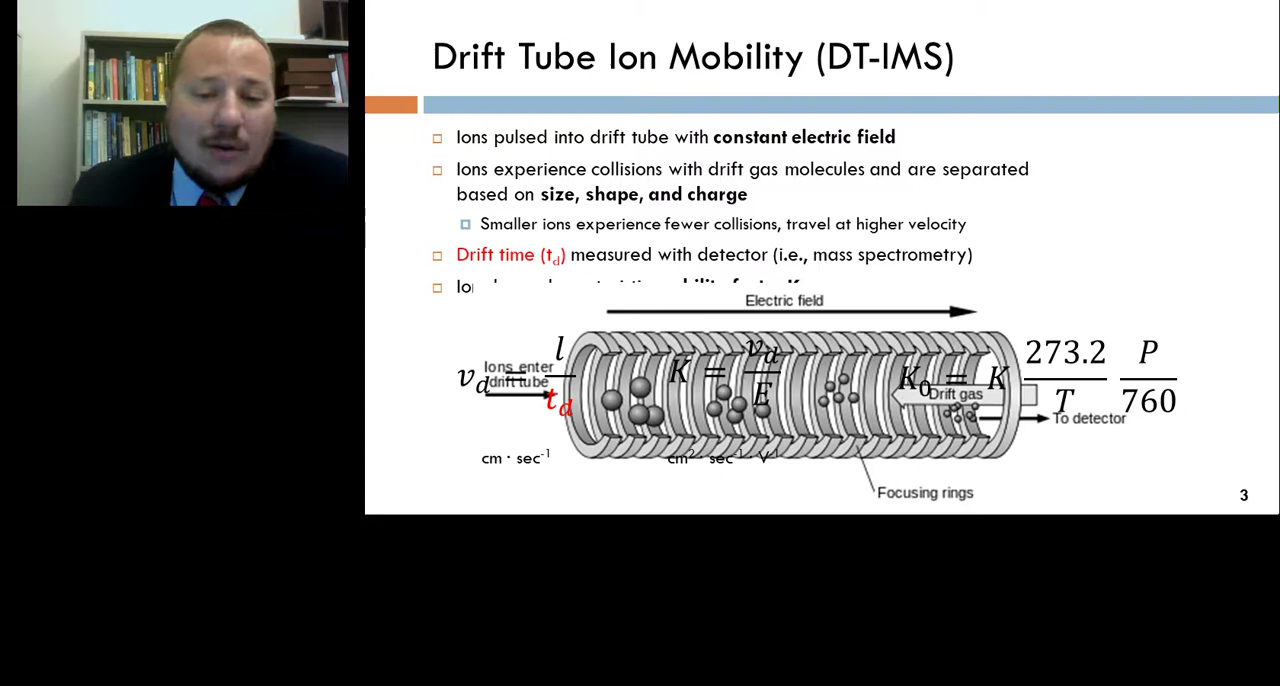 Drift Tube Ion Mobility (DT-IMS)
Ions pulsed into drift tube with constant electric field
Ions experience collisions with drift gas molecules and are separated
based on size, shape, and charge
Smaller ions experience fewer collisions, travel at higher velocity
Drift time (t_d) measured with detector (i.e., mass spectrometry)
Electric field
Ions enter
drift tube
v_d = l / t_d
K = v_d / E
K_0 = K 273.2 / T P / 760
Drift gas
To detector
cm · sec⁻¹
cm² · sec⁻¹ · V⁻¹
Focusing rings
3